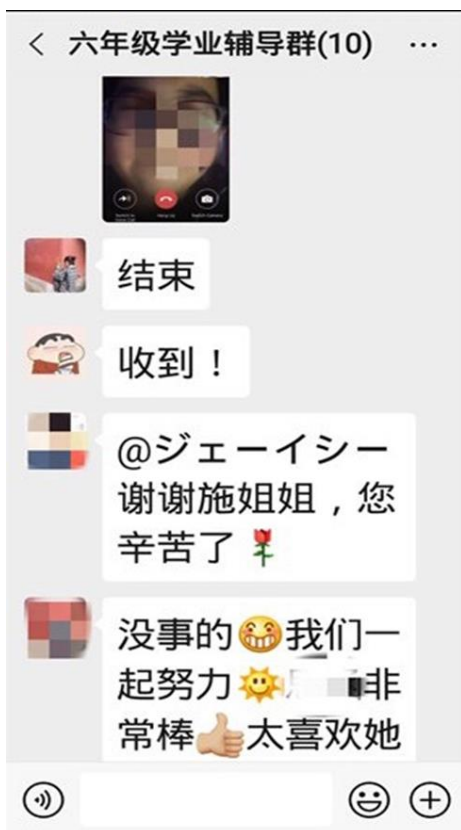 六年级学业辅导群(10)
结束
收到！
@ジェーイシー
谢谢施姐姐，您
辛苦了
没事的我们一
起努力非
常棒太喜欢她